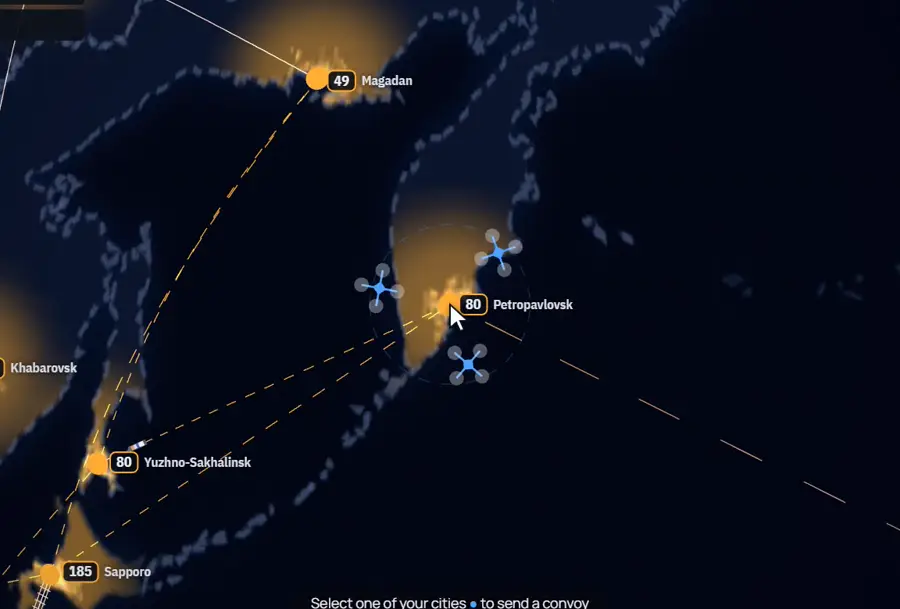 49 Magadan
80 Petropavlovsk
Khabarovsk
80 Yuzhno-Sakhalinsk
185 Sapporo
Select one of your cities to send a convoy